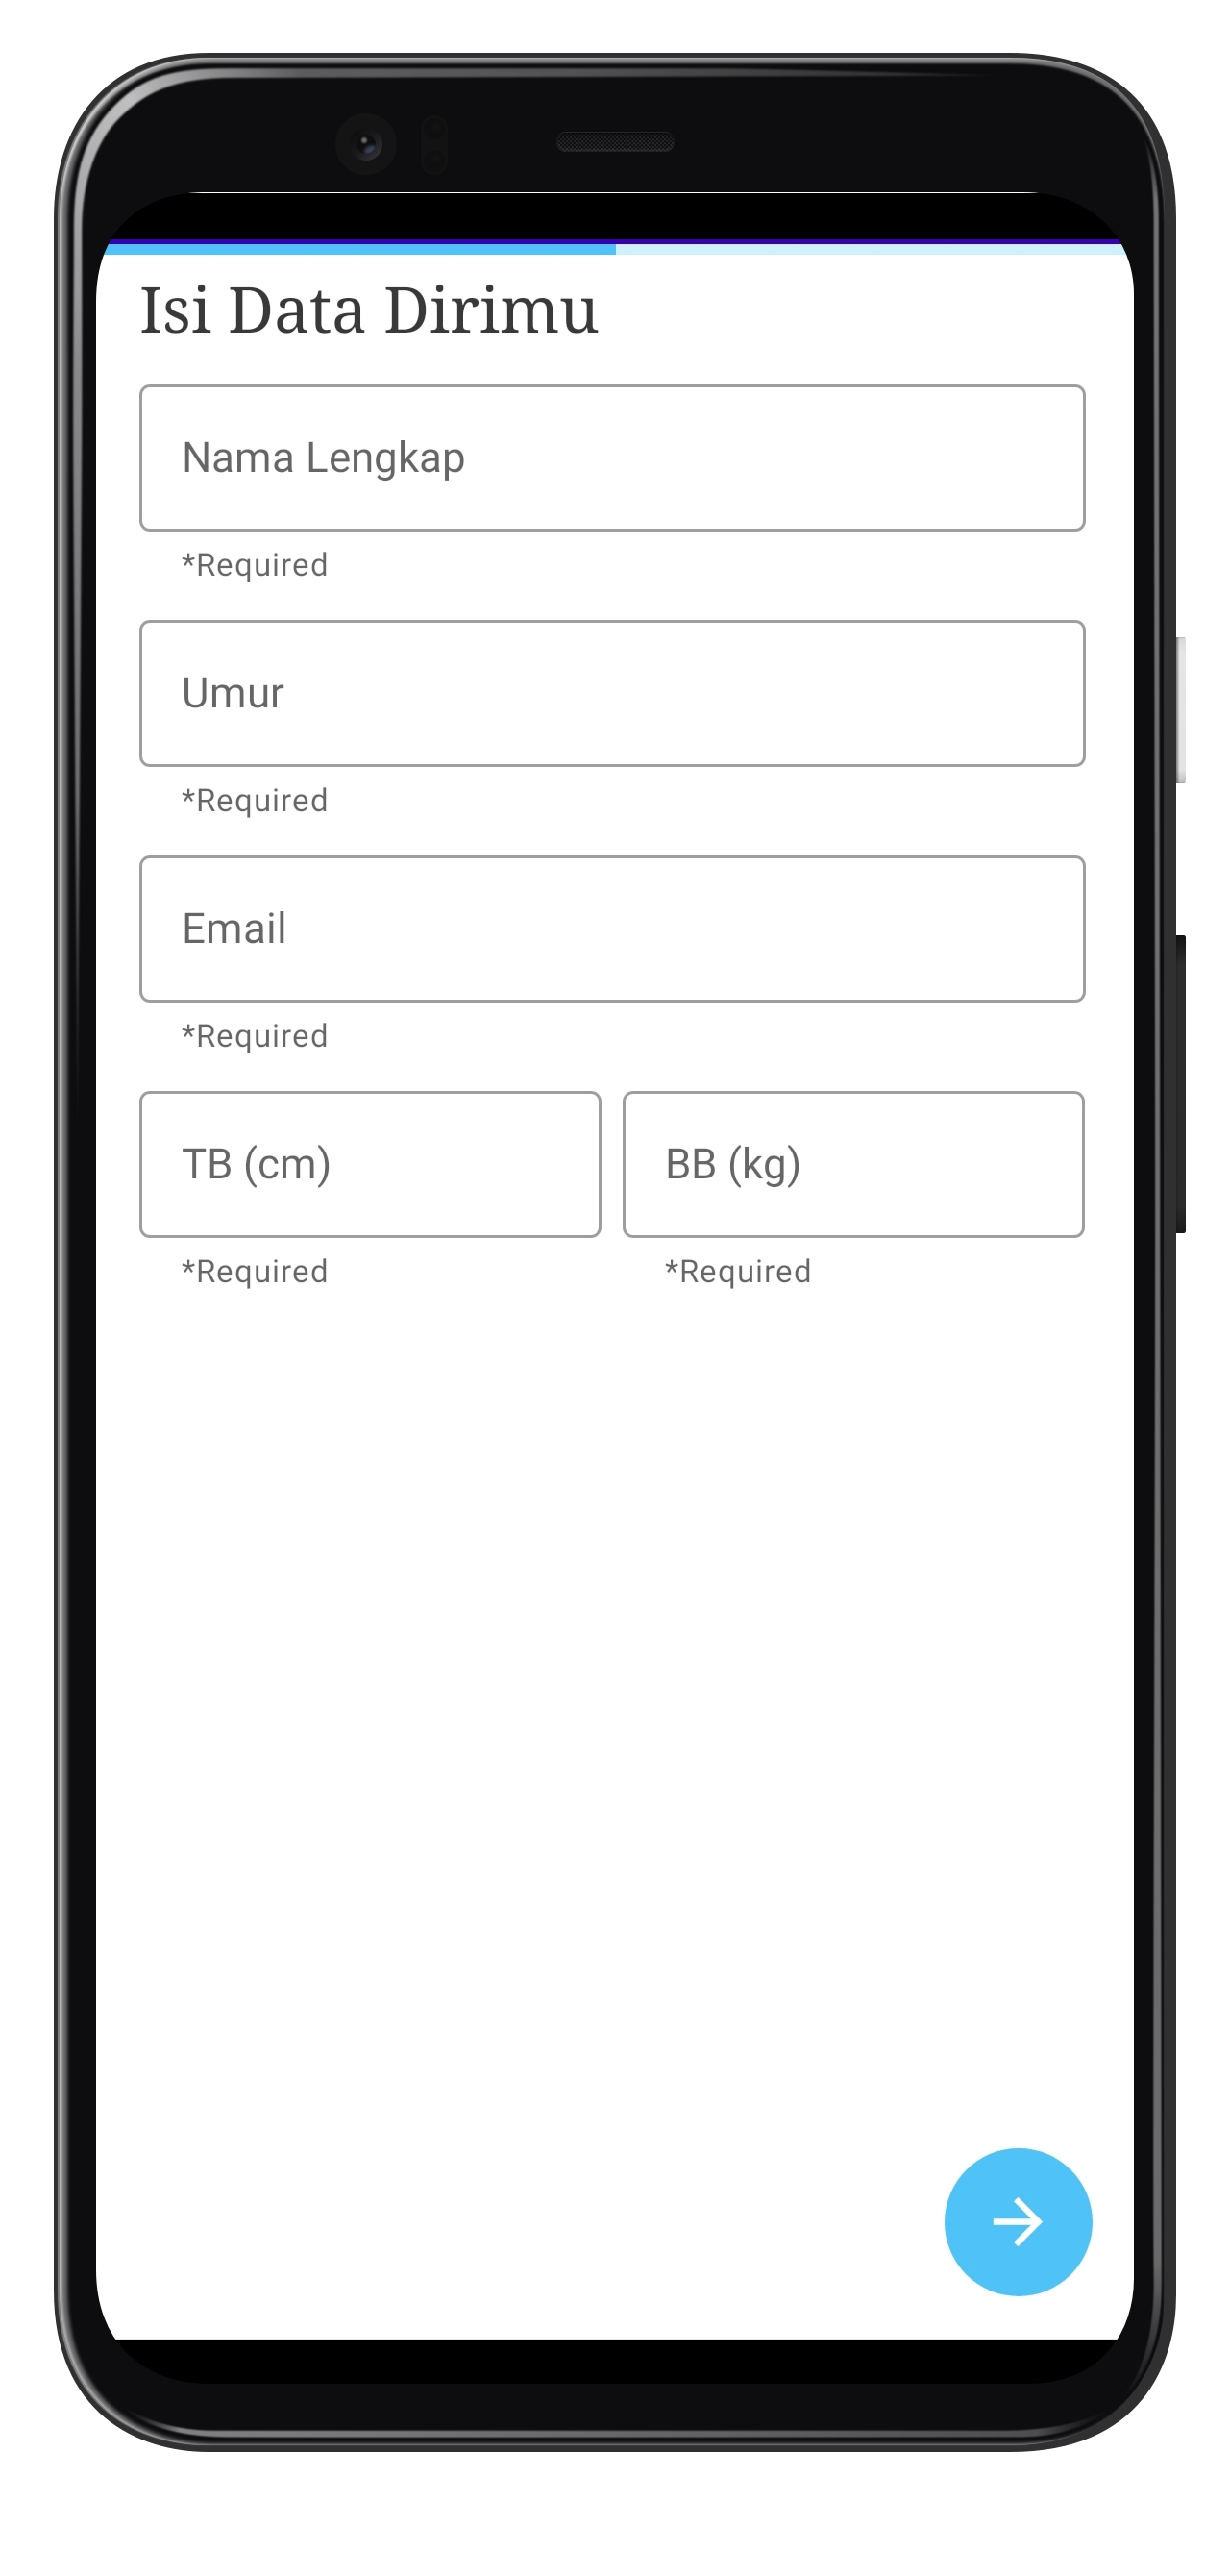 Isi Data Dirimu
Nama Lengkap
*Required
Umur
*Required
Email
*Required
TB (cm) BB (kg)
*Required *Required